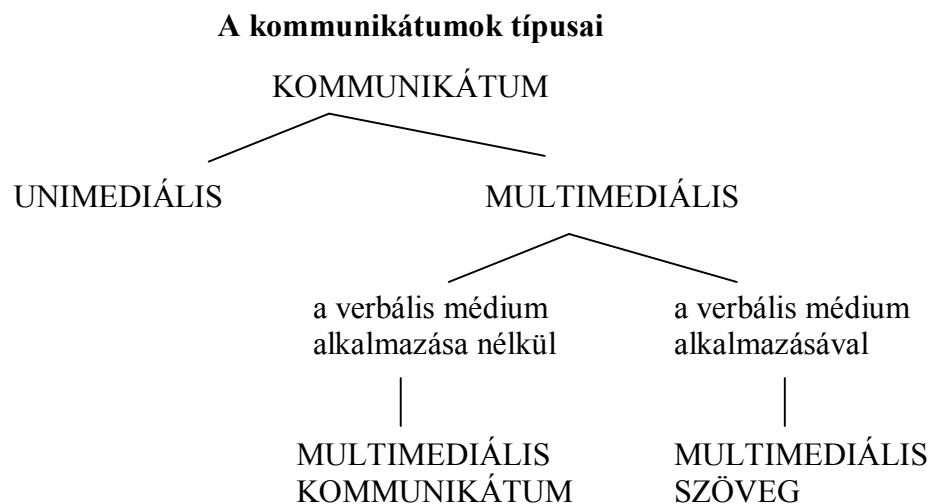 A kommunikátumok típusai
KOMMUNIKÁTUM
UNIMEDIÁLIS MULTIMEDIÁLIS
a verbális médium
alkalmazása nélkül
a verbális médium
alkalmazásával
MULTIMEDIÁLIS
KOMMUNIKÁTUM
MULTIMEDIÁLIS
SZÖVEG